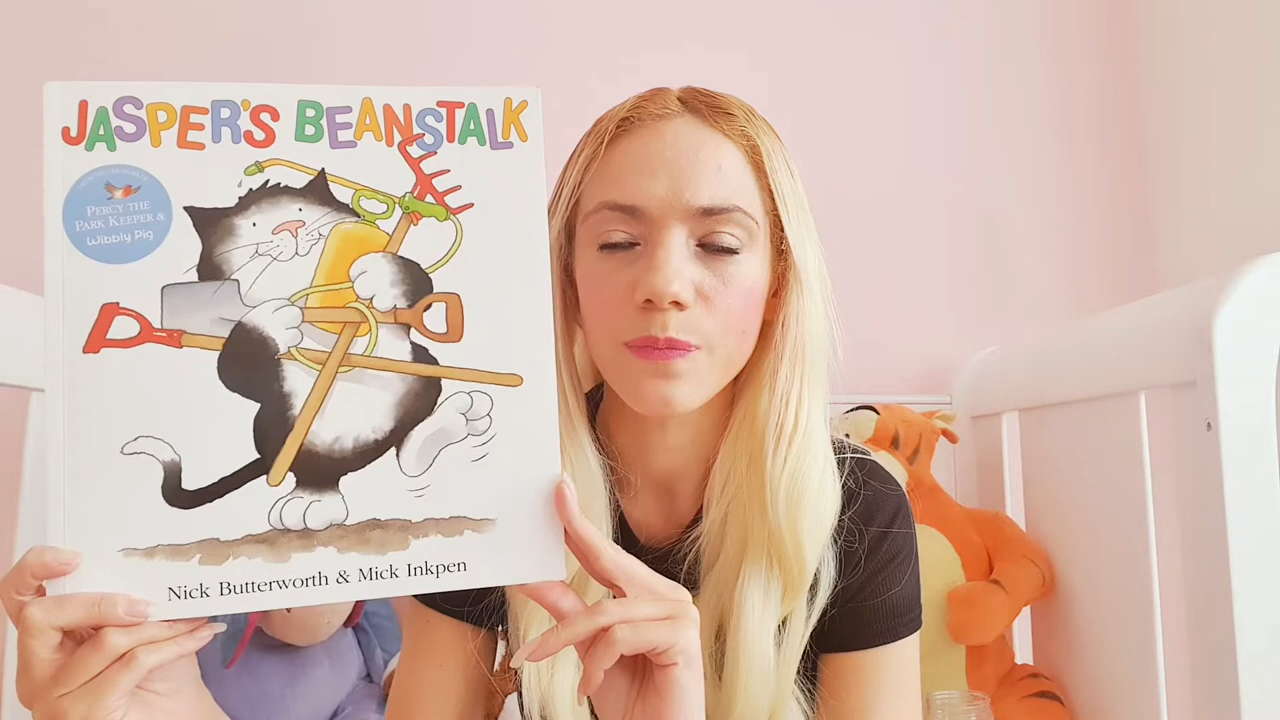 JASPER'S BEANSTALK
PERCY THE
PARK KEEPER &
Wibbly Pig
Nick Butterworth & Mick Inkpen